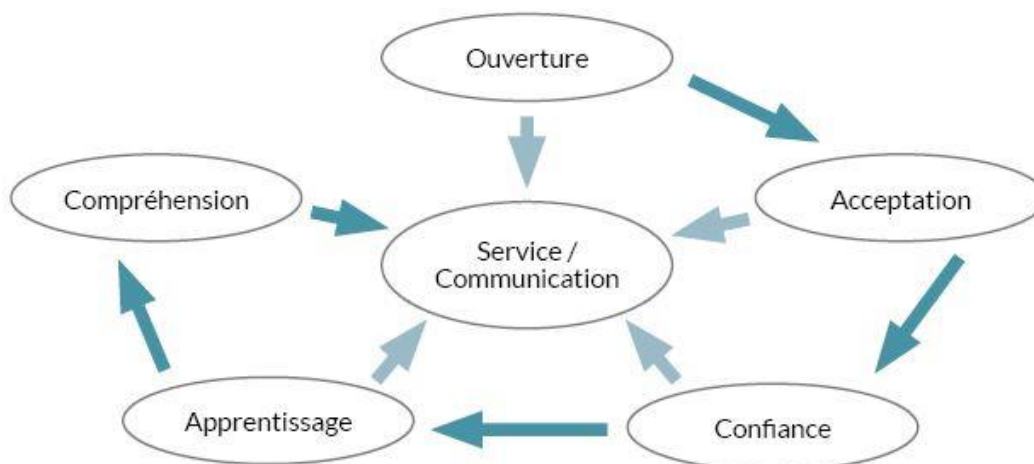 Ouverture
Compréhension
Acceptation
Service /
Communication
Apprentissage
Confiance